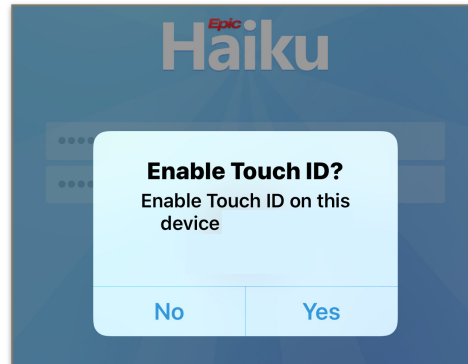 Epic
Haiku
••••
••••
Enable Touch ID?
Enable Touch ID on this
device
No
Yes